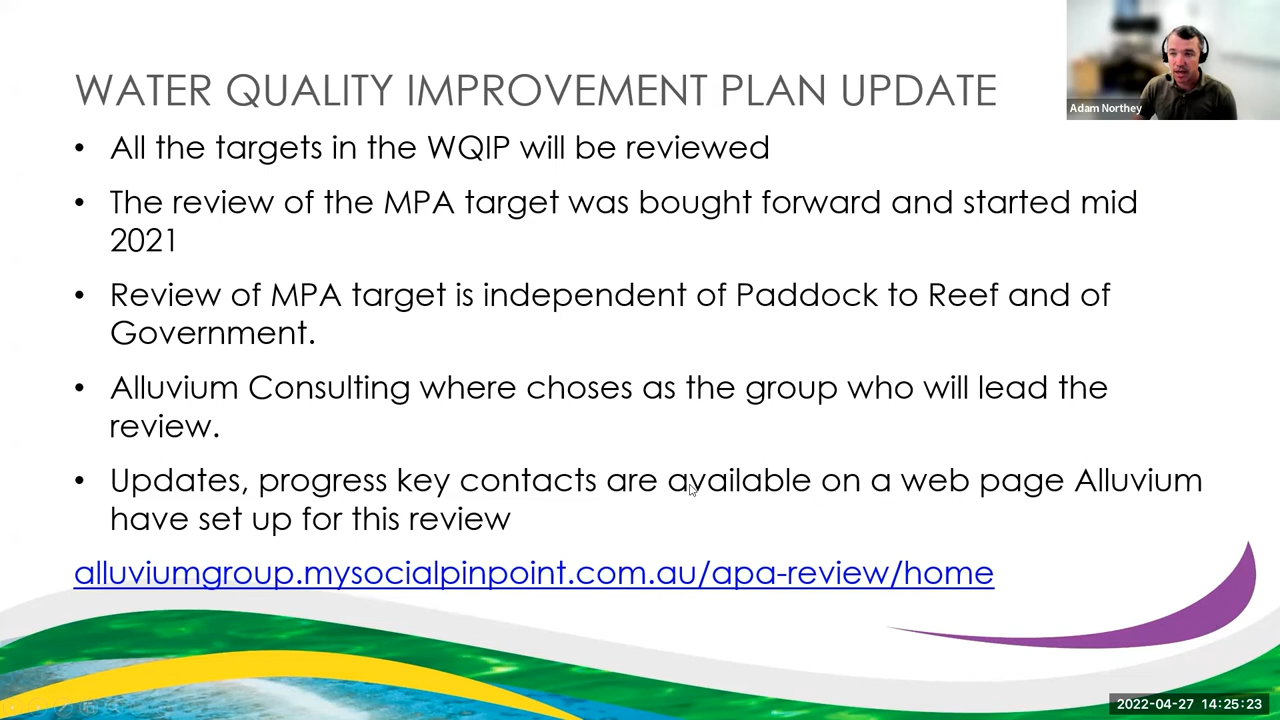 WATER QUALITY IMPROVEMENT PLAN UPDATE
Adam Northey
• All the targets in the WQIP will be reviewed
• The review of the MPA target was bought forward and started mid
2021
• Review of MPA target is independent of Paddock to Reef and of
Government.
• Alluvium Consulting where choses as the group who will lead the
review.
• Updates, progress key contacts are available on a web page Alluvium
have set up for this review
alluviumgroup.mysocialpinpoint.com.au/apa-review/home
2022-04-27 14:25:23